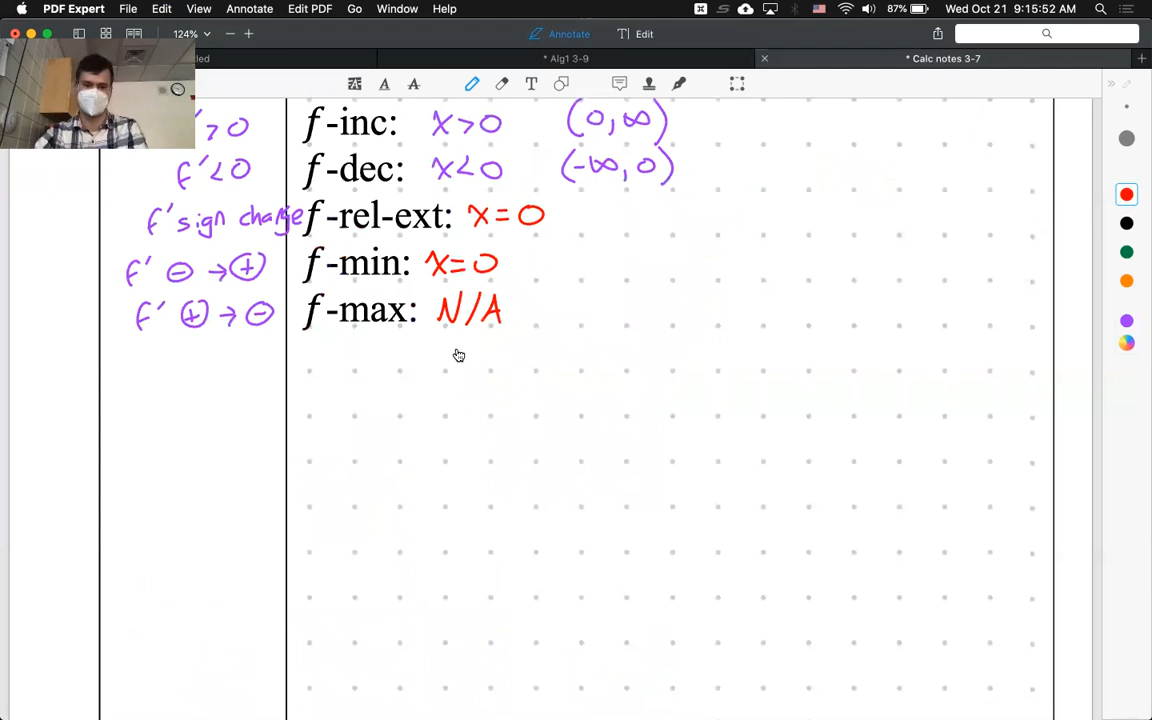 PDF Expert File Edit View Annotate Edit PDF Go Window Help 87% Wed Oct 21 9:15:52 AM
124% Annotate Edit
* Alg1 3-9 * Calc notes 3-7
> 0 f-inc: x>0 (0,∞)
f'<0 f-dec: x<0 (-∞,0)
f' sign change f-rel-ext: x=0
f' ⊖ → ⊕ f-min: x=0
f' ⊕ → ⊖ f-max: N/A